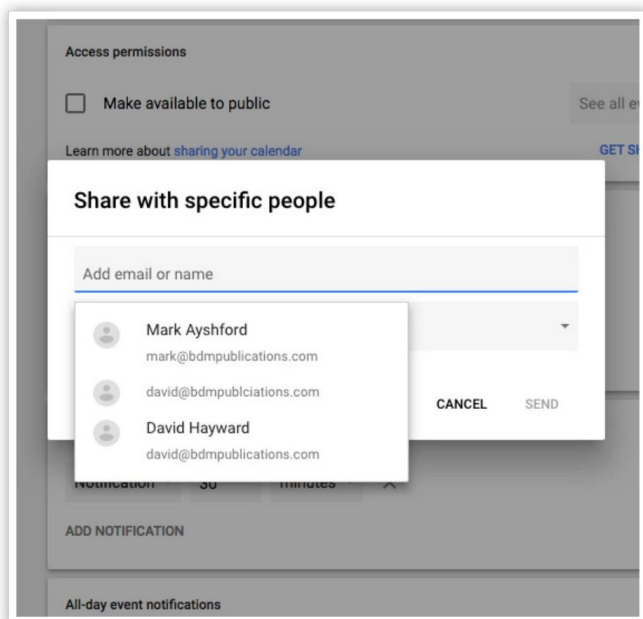 Access permissions
Make available to public
See all e
Learn more about sharing your calendar
GET SH
Share with specific people
Add email or name
Mark Ayshford
mark@bdmpublications.com
david@bdmpublciations.com
CANCEL
SEND
David Hayward
david@bdmpublications.com
Notification
30
minutes
ADD NOTIFICATION
All-day event notifications